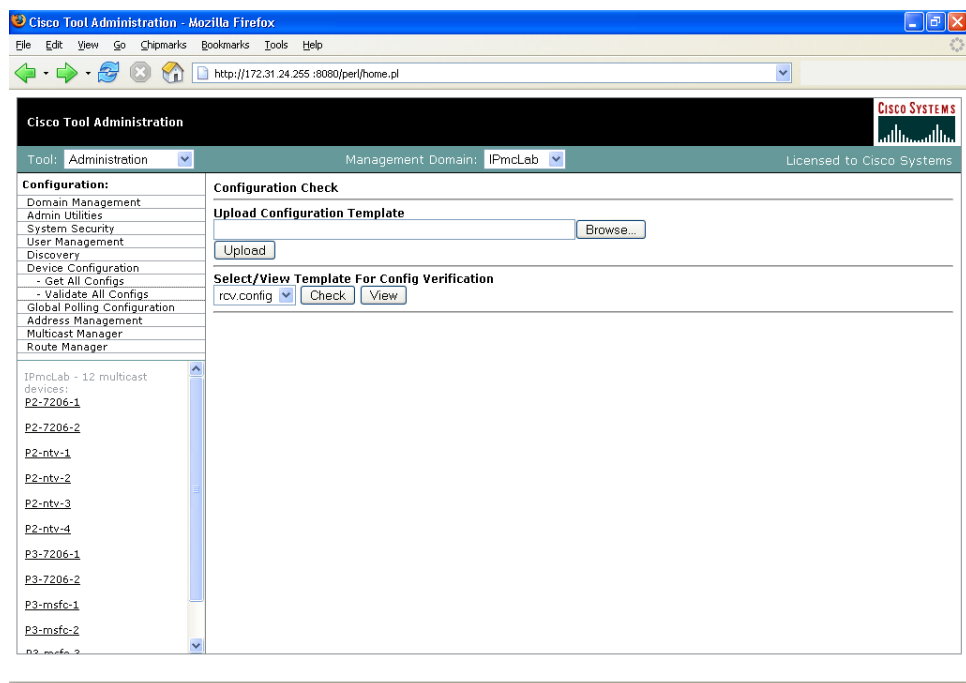 Cisco Tool Administration - Mozilla Firefox
File Edit View Go Chipmarks Bookmarks Tools Help
http://172.31.24.255 :8080/perl/home.pl
Cisco Tool Administration
CISCO SYSTEMS
Tool: Administration
Management Domain: IPmcLab
Licensed to Cisco Systems
Configuration:
Domain Management
Admin Utilities
System Security
User Management
Discovery
Device Configuration
- Get All Configs
- Validate All Configs
Global Polling Configuration
Address Management
Multicast Manager
Route Manager
IPmcLab - 12 multicast
devices:
P2-7206-1
P2-7206-2
P2-ntv-1
P2-ntv-2
P2-ntv-3
P2-ntv-4
P3-7206-1
P3-7206-2
P3-msfc-1
P3-msfc-2
Configuration Check
Upload Configuration Template
Browse...
Upload
Select/View Template For Config Verification
rcv.config Check View